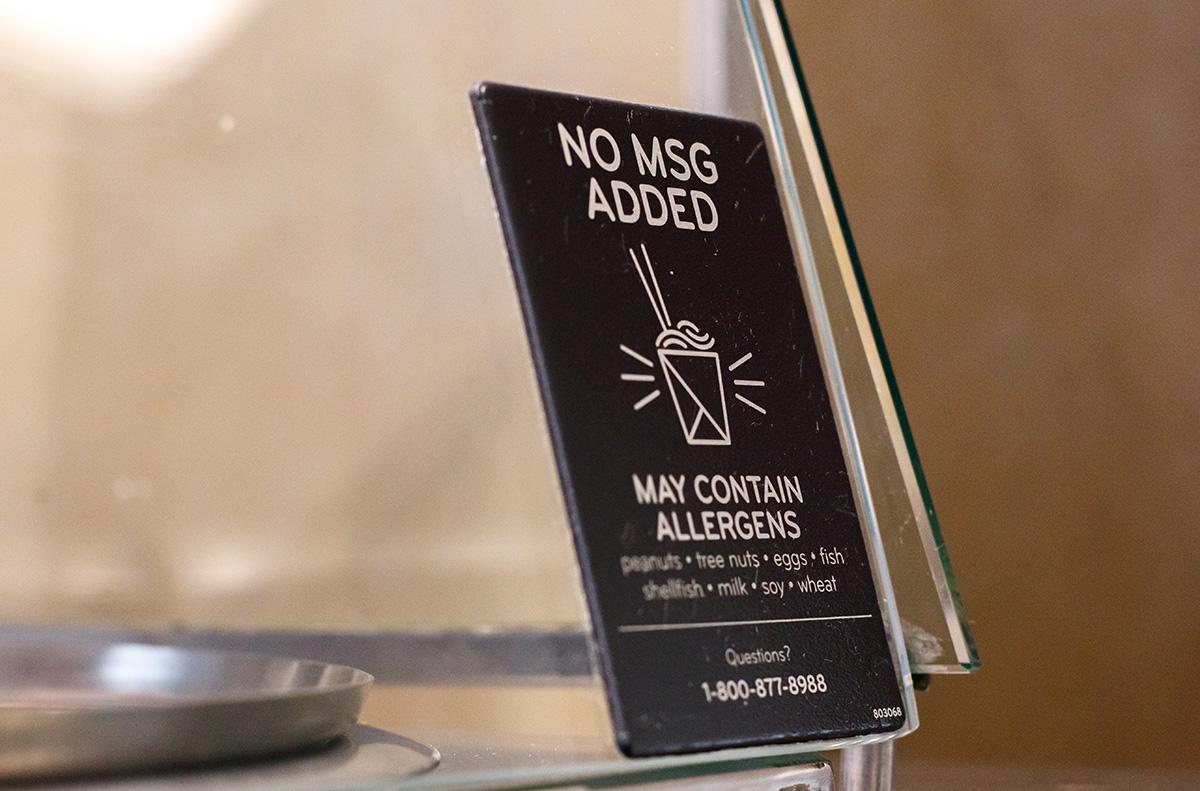 NO MSG
ADDED
MAY CONTAIN
ALLERGENS
peanuts • tree nuts • eggs • fish
shellfish • milk • soy • wheat
Questions?
1-800-877-8988
803068